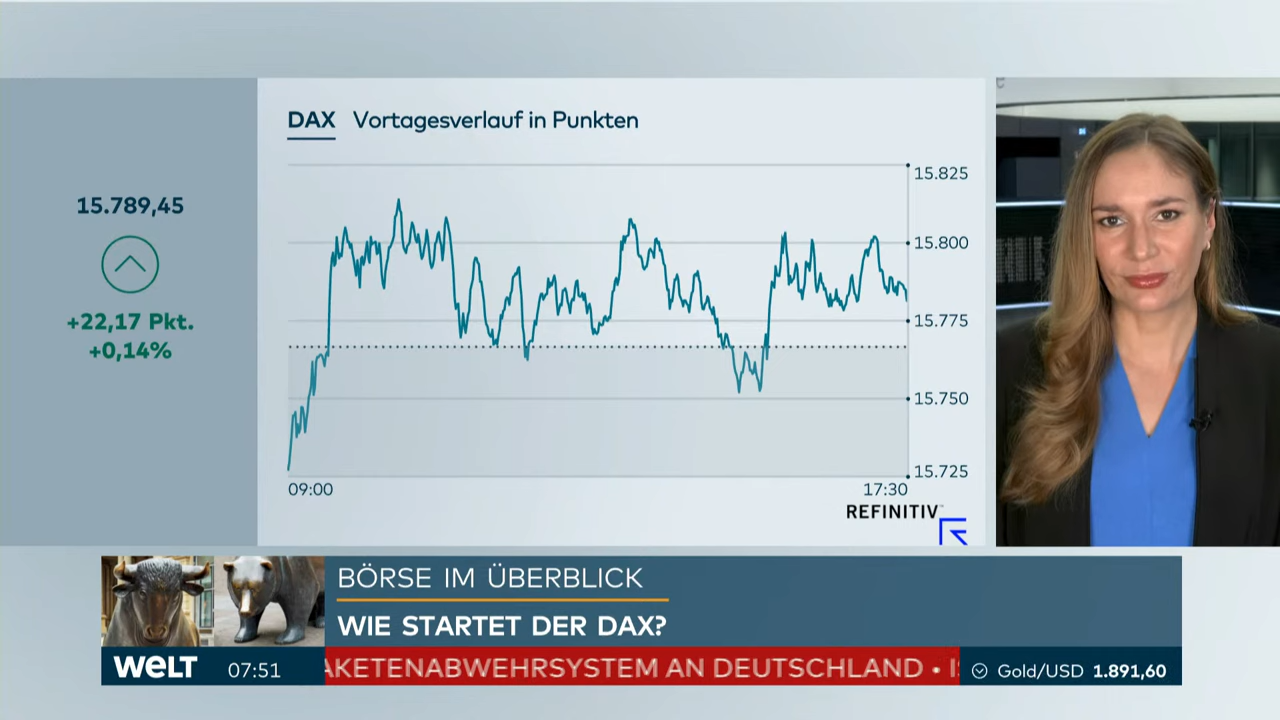 DAX Vortagesverlauf in Punkten
15.789,45
+22,17 Pkt.
+0,14%
15.825
15.800
15.775
15.750
15.725
09:00 17:30
REFINITIV
BÖRSE IM ÜBERBLICK
WIE STARTET DER DAX?
WELT 07:51 AKETENABWEHRSYSTEM AN DEUTSCHLAND • Gold/USD 1.891,60